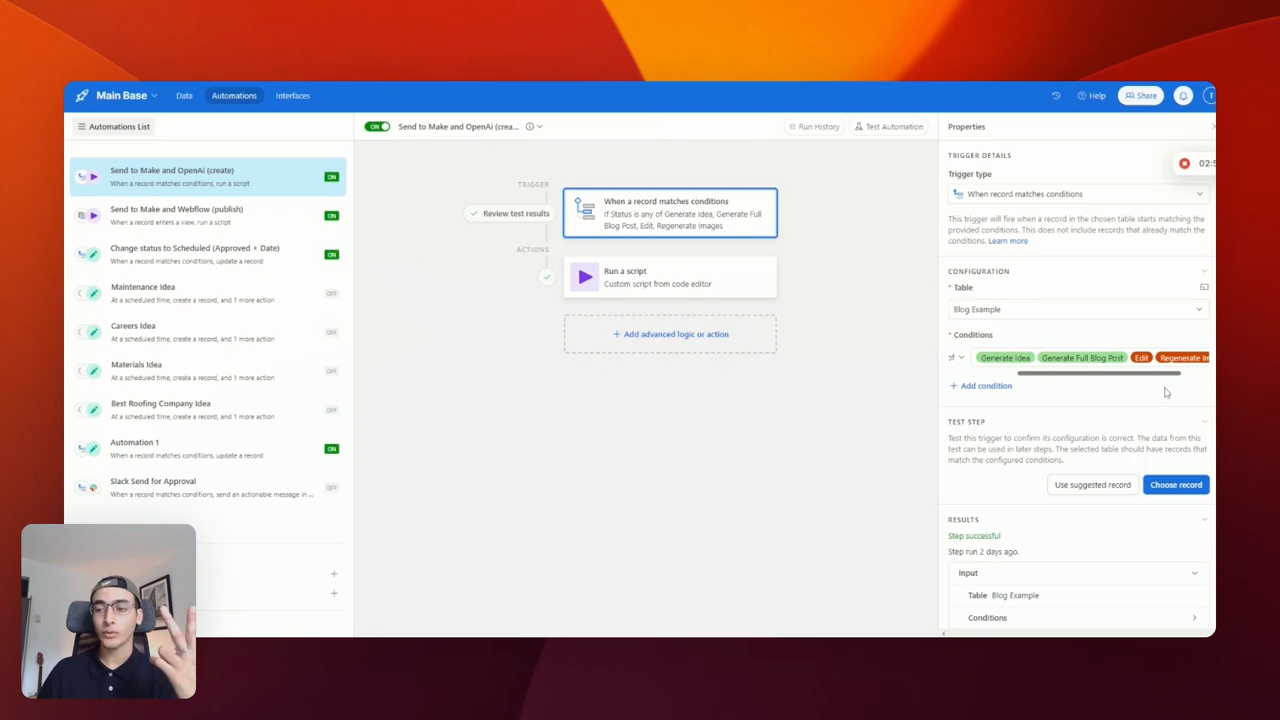 Main Base
Data
Automations
Interfaces
Help
Share
Automations List
ON
Send to Make and OpenAi (crea...
Run History
Test Automation
Properties
Send to Make and OpenAi (create)
When a record matches conditions, run a script
ON
Send to Make and Webflow (publish)
When a record enters a view, run a script
ON
Change status to Scheduled (Approved + Date)
When a record matches conditions, update a record
ON
Maintenance Idea
At a scheduled time, create a record, and 1 more action
OFF
Careers Idea
At a scheduled time, create a record, and 1 more action
OFF
Materials Idea
At a scheduled time, create a record, and 1 more action
OFF
Best Roofing Company Idea
At a scheduled time, create a record, and 1 more action
OFF
Automation 1
When a record matches conditions, update a record
ON
Slack Send for Approval
When a record matches conditions, send an actionable message in ...
OFF
TRIGGER
Review test results
When a record matches conditions
If Status is any of Generate Idea, Generate Full
Blog Post, Edit, Regenerate Images
ACTIONS
Run a script
Custom script from code editor
+ Add advanced logic or action
TRIGGER DETAILS
02:5
Trigger type
When record matches conditions
This trigger will fire when a record in the chosen table starts matching the
provided conditions. This does not include records that already match the
conditions. Learn more
CONFIGURATION
* Table
Blog Example
* Conditions
Generate Idea
Generate Full Blog Post
Edit
Regenerate Im
+ Add condition
TEST STEP
Test this trigger to confirm its configuration is correct. The data from this
test can be used in later steps. The selected table should have records that
match the configured conditions.
Use suggested record
Choose record
RESULTS
Step successful
Step run 2 days ago.
Input
Table Blog Example
Conditions